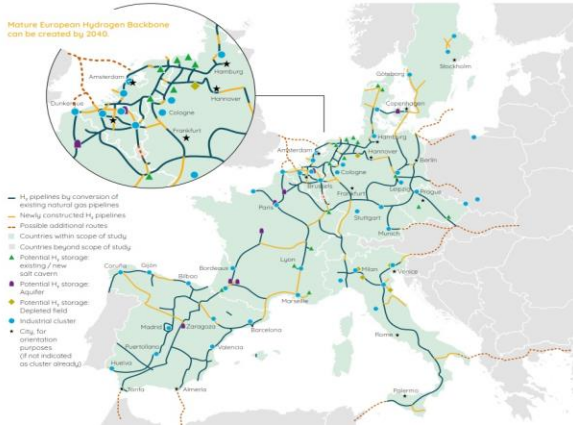 Mature European Hydrogen Backbone
can be created by 2040.
Amsterdam
Hamburg
Hannover
Dunkerque
Cologne
Frankfurt
Stockholm
Göteborg
Copenhagen
Hamburg
Amsterdam
Hannover
Berlin
Cologne
Leipzig
Brussels
Frankfurt
Prague
Paris
Stuttgart
Munich
H₂ pipelines by conversion of
existing natural gas pipelines
Newly constructed H₂ pipelines
Possible additional routes
Countries within scope of study
Countries beyond scope of study
Potential H₂ storage:
existing / new
salt cavern
Potential H₂ storage:
Aquifer
Potential H₂ storage:
Depleted field
Industrial cluster
City, for
orientation
purposes
(if not indicated
as cluster already)
Lyon
Milan
Venice
Coruña
Gijón
Bordeaux
Bilbao
Marseille
Madrid
Zaragoza
Barcelona
Rome
Puertollano
Valencia
Huelva
Tarifa
Almería
Palermo